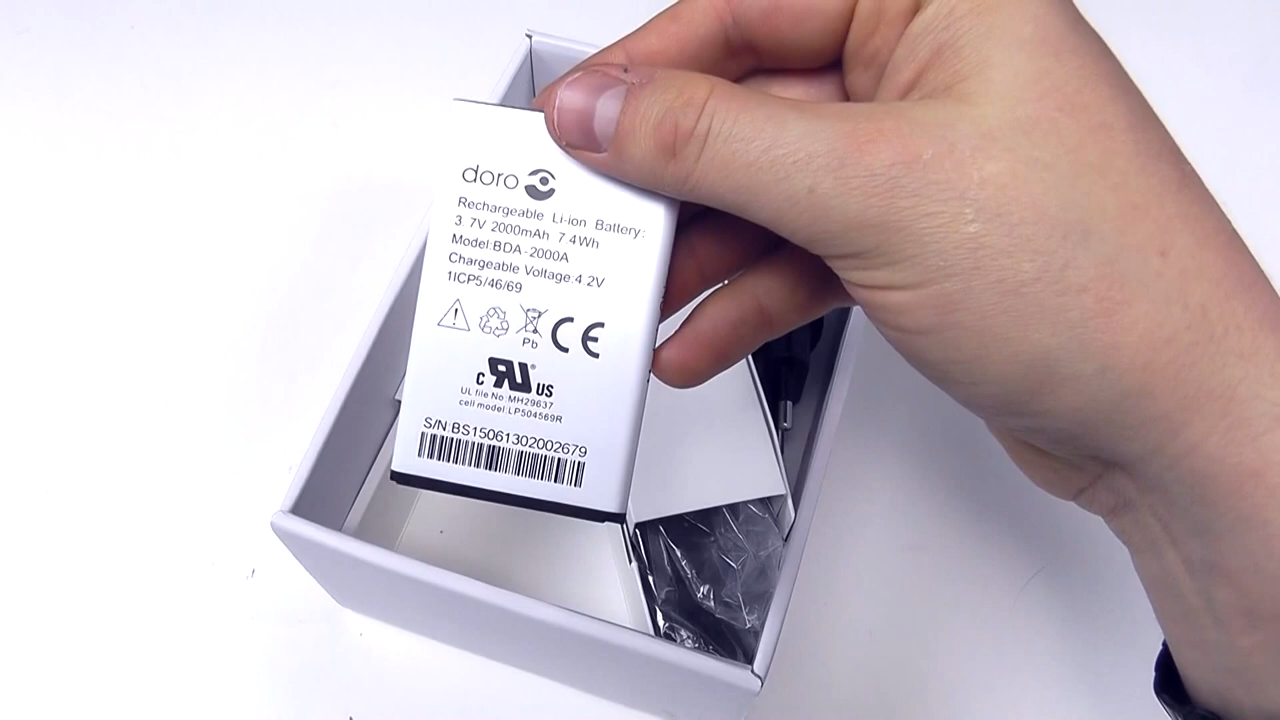 doro
Rechargeable Li-ion Battery:
3.7V 2000mAh 7.4Wh
Model:BDA-2000A
Chargeable Voltage:4.2V
1ICP5/46/69
Pb
CE
c RU ® US
UL file No:MH29637
cell model:LP504569R
S/N:BS15061302002679